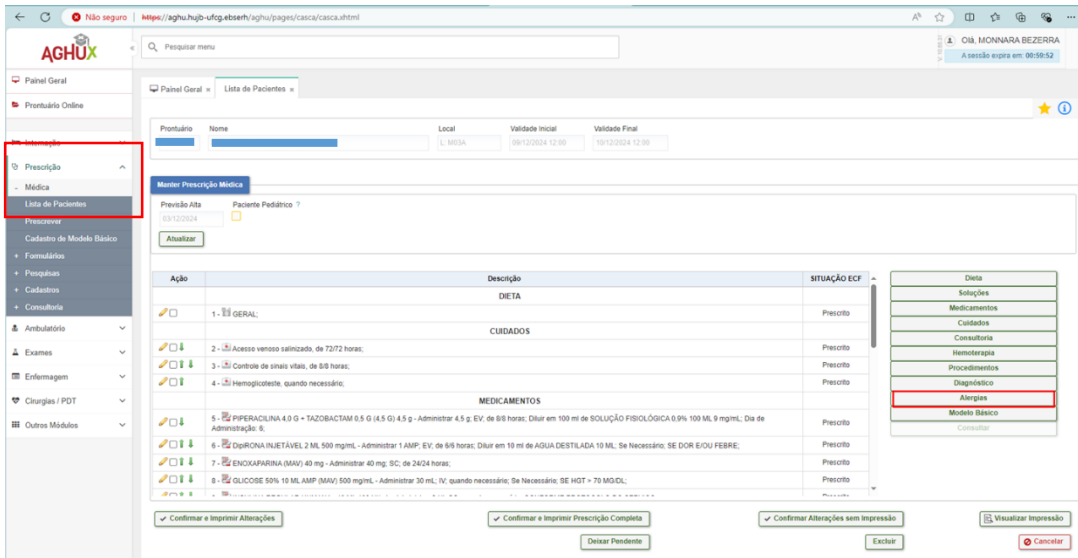 Não seguro https://aghu.hujb-ufcg.ebserh/aghu/pages/casca/casca.xhtml
AGHUX
Pesquisar menu
Olá, MONNARA BEZERRA
A sessão expira em: 00:59:52
Painel Geral
Prontuário Online
Internação
Prescrição
Médica
Lista de Pacientes
Prescrever
Cadastro de Modelo Básico
+ Formulários
+ Pesquisas
+ Cadastros
+ Consultoria
Ambulatório
Exames
Enfermagem
Cirurgias / PDT
Outros Módulos
Painel Geral × Lista de Pacientes ×
Prontuário Nome Local Validade Inicial Validade Final
L: M03A 09/12/2024 12:00 10/12/2024 12:00
Manter Prescrição Médica
Previsão Alta Paciente Pediátrico ?
03/12/2024
Atualizar
Ação Descrição SITUAÇÃO ECF
DIETA
1 - GERAL; Prescrito
CUIDADOS
2 - Acesso venoso salinizado, de 72/72 horas; Prescrito
3 - Controle de sinais vitais, de 8/8 horas; Prescrito
4 - Hemoglicoteste, quando necessário; Prescrito
MEDICAMENTOS
5 - PIPERACILINA 4,0 G + TAZOBACTAM 0,5 G (4,5 G) 4,5 g - Administrar 4,5 g; EV; de 8/8 horas; Diluir em 100 ml de SOLUÇÃO FISIOLÓGICA 0,9% 100 ML 9 mg/mL; Dia de
Administração: 6; Prescrito
6 - DipiRONA INJETÁVEL 2 ML 500 mg/mL - Administrar 1 AMP; EV; de 6/6 horas; Diluir em 10 ml de AGUA DESTILADA 10 ML; Se Necessário; SE DOR E/OU FEBRE; Prescrito
7 - ENOXAPARINA (MAV) 40 mg - Administrar 40 mg; SC; de 24/24 horas; Prescrito
8 - GLICOSE 50% 10 ML AMP (MAV) 500 mg/mL - Administrar 30 mL; IV; quando necessário; Se Necessário; SE HGT > 70 MG/DL; Prescrito
Dieta
Soluções
Medicamentos
Cuidados
Consultoria
Hemoterapia
Procedimentos
Diagnóstico
Alergias
Modelo Básico
Consultar
Confirmar e Imprimir Alterações Confirmar e Imprimir Prescrição Completa Confirmar Alterações sem Impressão Visualizar Impressão
Deixar Pendente Excluir Cancelar